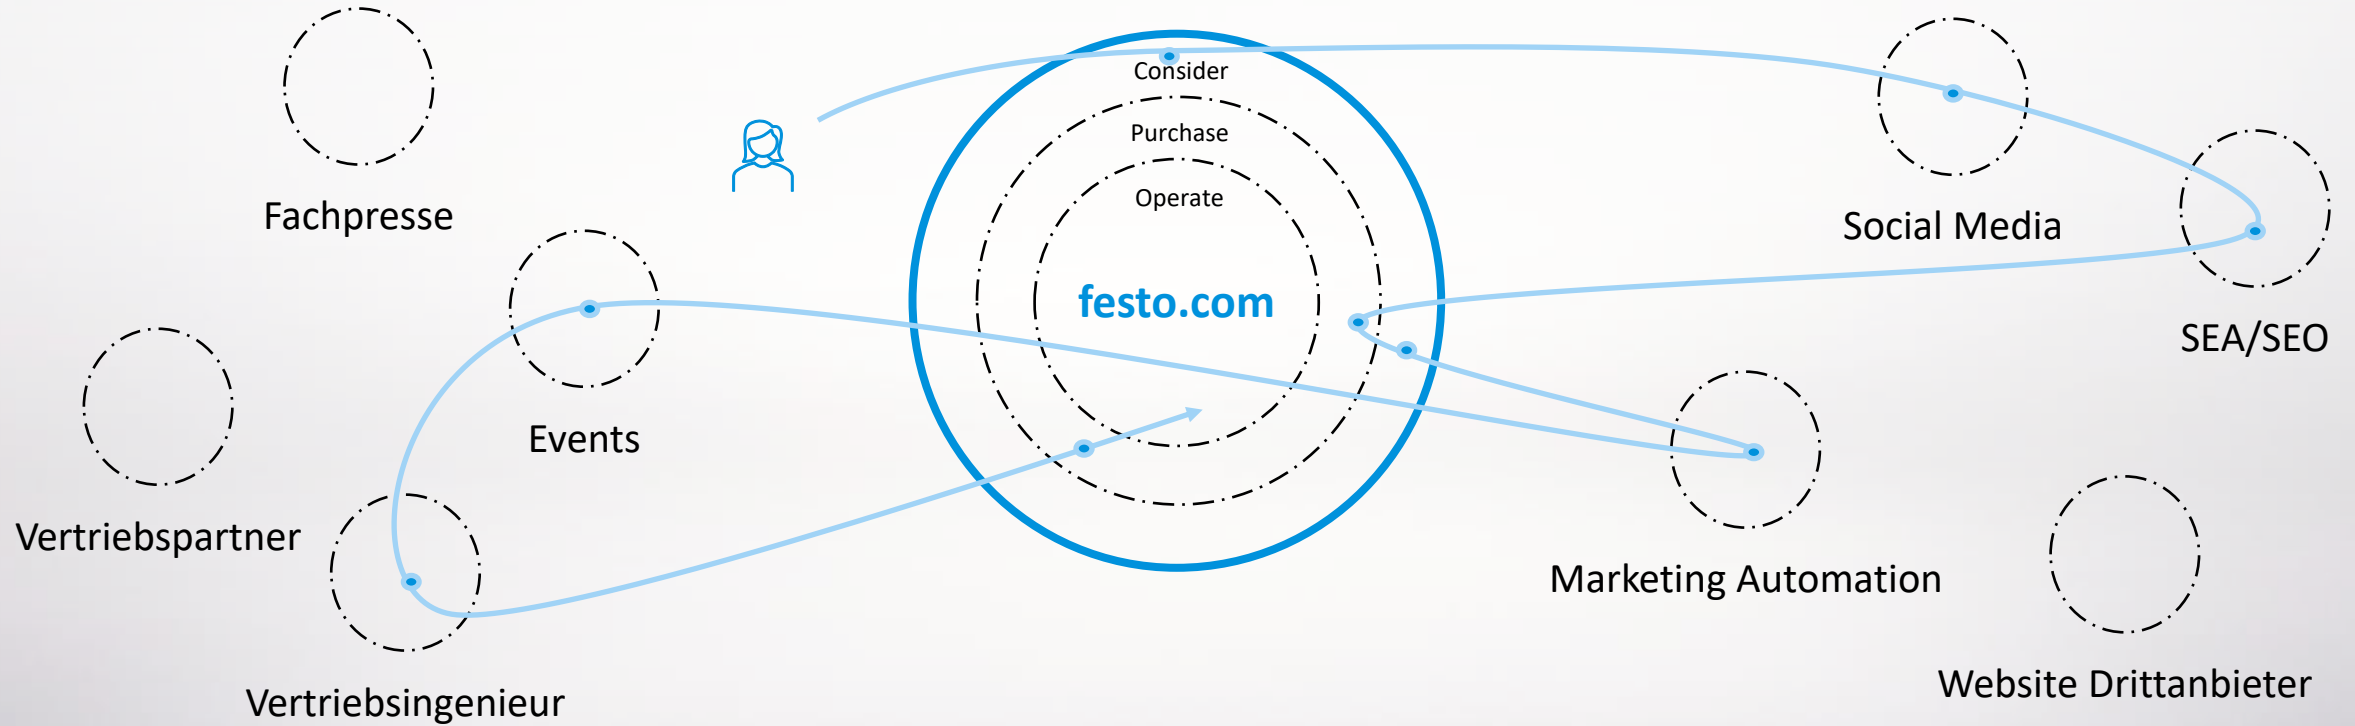 Consider
Purchase
Operate
festo.com
Fachpresse
Social Media
SEA/SEO
Events
Vertriebspartner
Marketing Automation
Website Drittanbieter
Vertriebsingenieur